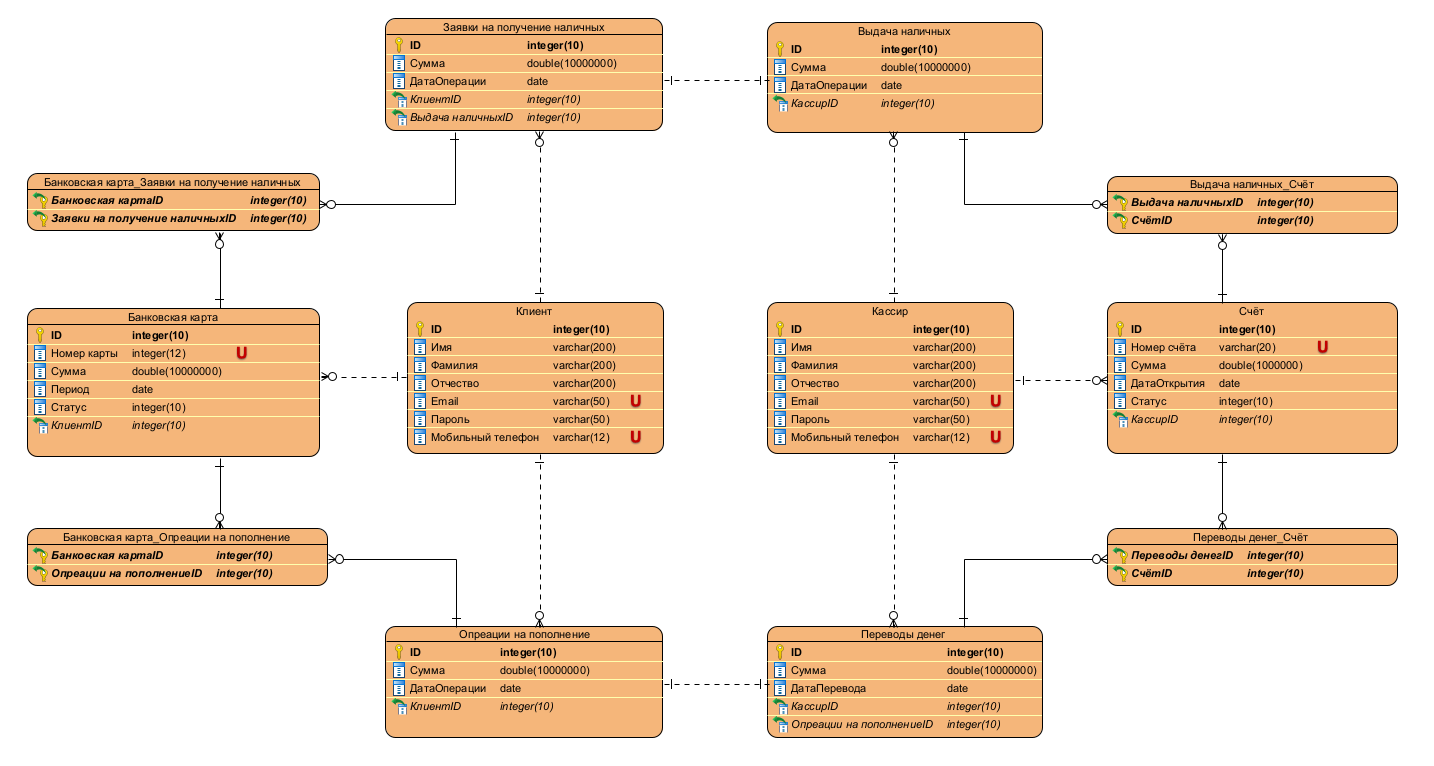 Заявки на получение наличных
ID integer(10)
Сумма double(10000000)
ДатаОперации date
КлиентID integer(10)
Выдача наличныхID integer(10)
Выдача наличных
ID integer(10)
Сумма double(10000000)
ДатаОперации date
КассирID integer(10)
Банковская карта_Заявки на получение наличных
Банковская картаID integer(10)
Заявки на получение наличныхID integer(10)
Выдача наличных_Счёт
Выдача наличныхID integer(10)
СчётID integer(10)
Банковская карта
ID integer(10)
Номер карты integer(12) U
Сумма double(10000000)
Период date
Статус integer(10)
КлиентID integer(10)
Клиент
ID integer(10)
Имя varchar(200)
Фамилия varchar(200)
Отчество varchar(200)
Email varchar(50) U
Пароль varchar(50)
Мобильный телефон varchar(12) U
Кассир
ID integer(10)
Имя varchar(200)
Фамилия varchar(200)
Отчество varchar(200)
Email varchar(50) U
Пароль varchar(50)
Мобильный телефон varchar(12) U
Счёт
ID integer(10)
Номер счёта varchar(20) U
Сумма double(1000000)
ДатаОткрытия date
Статус integer(10)
КассирID integer(10)
Банковская карта_Опреации на пополнение
Банковская картаID integer(10)
Опреации на пополнениеID integer(10)
Переводы денег_Счёт
Переводы денегID integer(10)
СчётID integer(10)
Опреации на пополнение
ID integer(10)
Сумма double(10000000)
ДатаОперации date
КлиентID integer(10)
Переводы денег
ID integer(10)
Сумма double(10000000)
ДатаПеревода date
КассирID integer(10)
Опреации на пополнениеID integer(10)